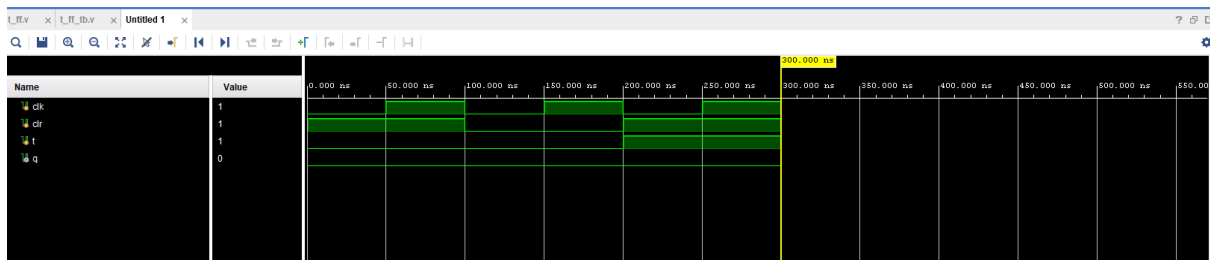 t_ff.v × t_ff_tb.v × Untitled 1 ×
300.000 ns
Name Value
0.000 ns 50.000 ns 100.000 ns 150.000 ns 200.000 ns 250.000 ns 300.000 ns 350.000 ns 400.000 ns 450.000 ns 500.000 ns 550.00
clk 1
clr 1
t 1
q 0